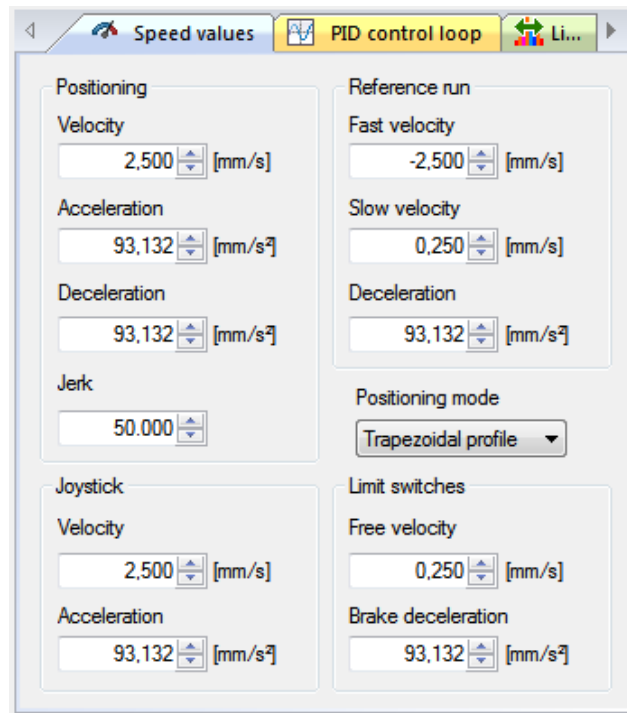 Speed values
PID control loop
Li...
Positioning
Velocity
2,500 [mm/s]
Acceleration
93,132 [mm/s²]
Deceleration
93,132 [mm/s²]
Jerk
50.000
Reference run
Fast velocity
-2,500 [mm/s]
Slow velocity
0,250 [mm/s]
Deceleration
93,132 [mm/s²]
Positioning mode
Trapezoidal profile
Joystick
Velocity
2,500 [mm/s]
Acceleration
93,132 [mm/s²]
Limit switches
Free velocity
0,250 [mm/s]
Brake deceleration
93,132 [mm/s²]